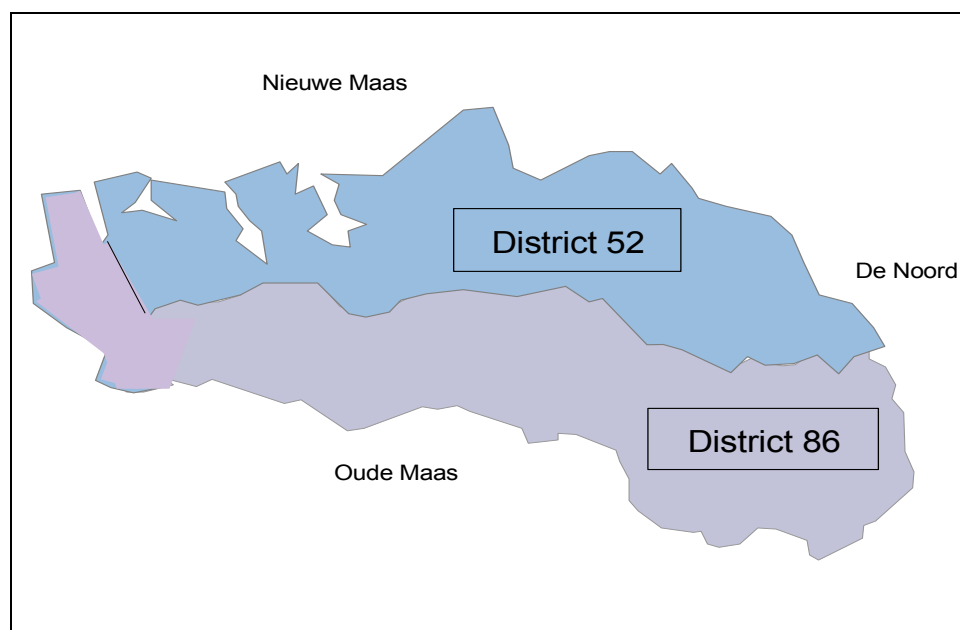 Nieuwe Maas
District 52
De Noord
District 86
Oude Maas